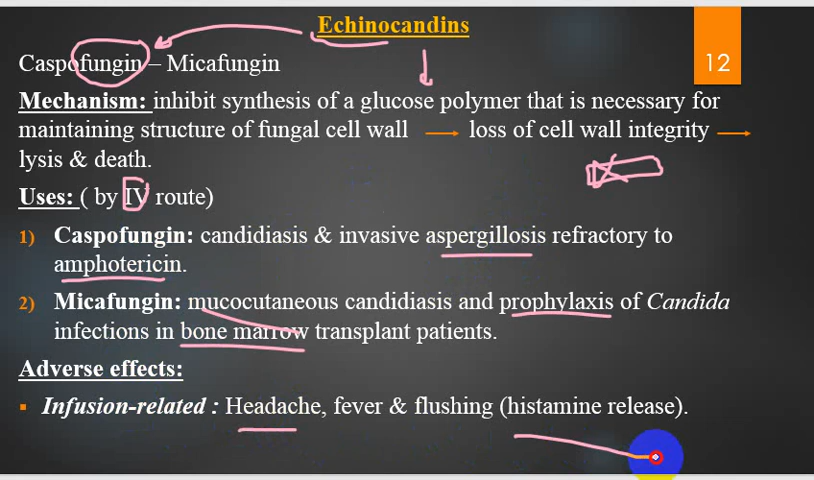 Echinocandins
Caspofungin – Micafungin
12
Mechanism: inhibit synthesis of a glucose polymer that is necessary for
maintaining structure of fungal cell wall → loss of cell wall integrity →
lysis & death.
Uses: ( by IV route)
1) Caspofungin: candidiasis & invasive aspergillosis refractory to
amphotericin.
2) Micafungin: mucocutaneous candidiasis and prophylaxis of Candida
infections in bone marrow transplant patients.
Adverse effects:
▪ Infusion-related : Headache, fever & flushing (histamine release).